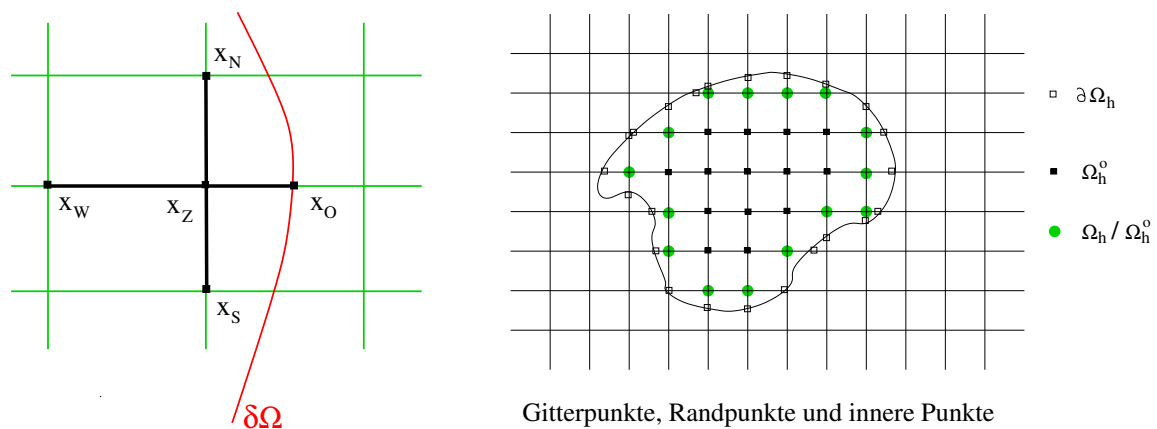 x_N
x_W
x_Z
x_O
x_S
δΩ
∂Ω_h
Ω_h^o
Ω_h / Ω_h^o
Gitterpunkte, Randpunkte und innere Punkte